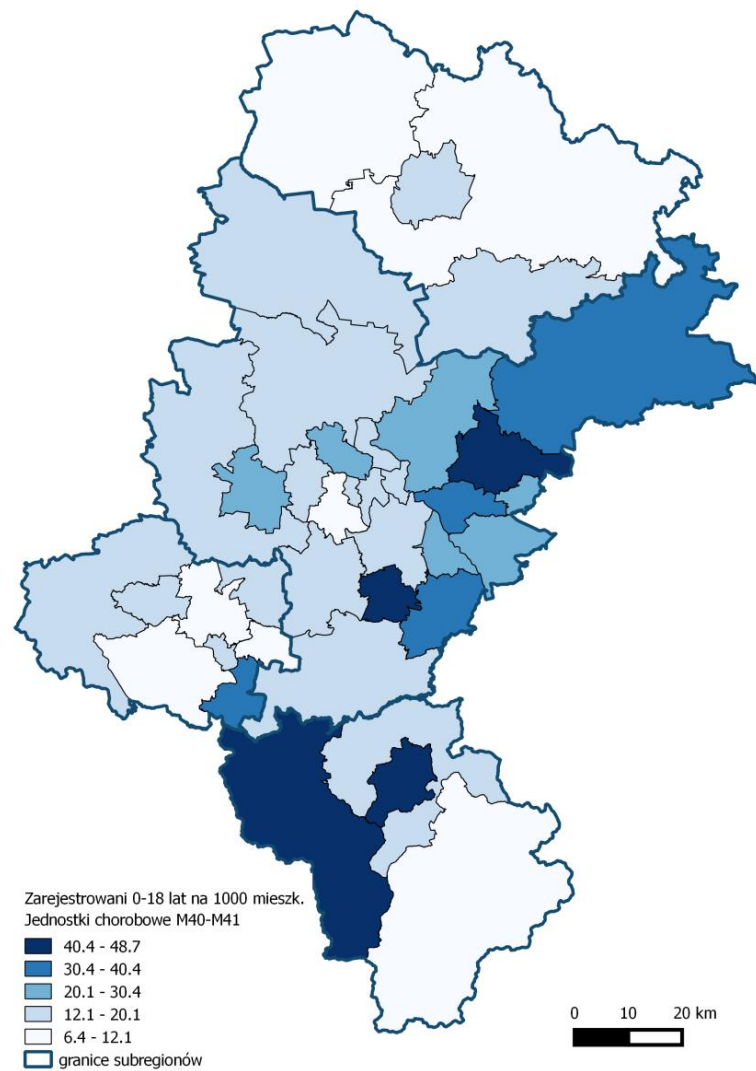 Zarejestrowani 0-18 lat na 1000 mieszk.
Jednostki chorobowe M40-M41
40.4 - 48.7
30.4 - 40.4
20.1 - 30.4
12.1 - 20.1
6.4 - 12.1
granice subregionów
0 10 20 km